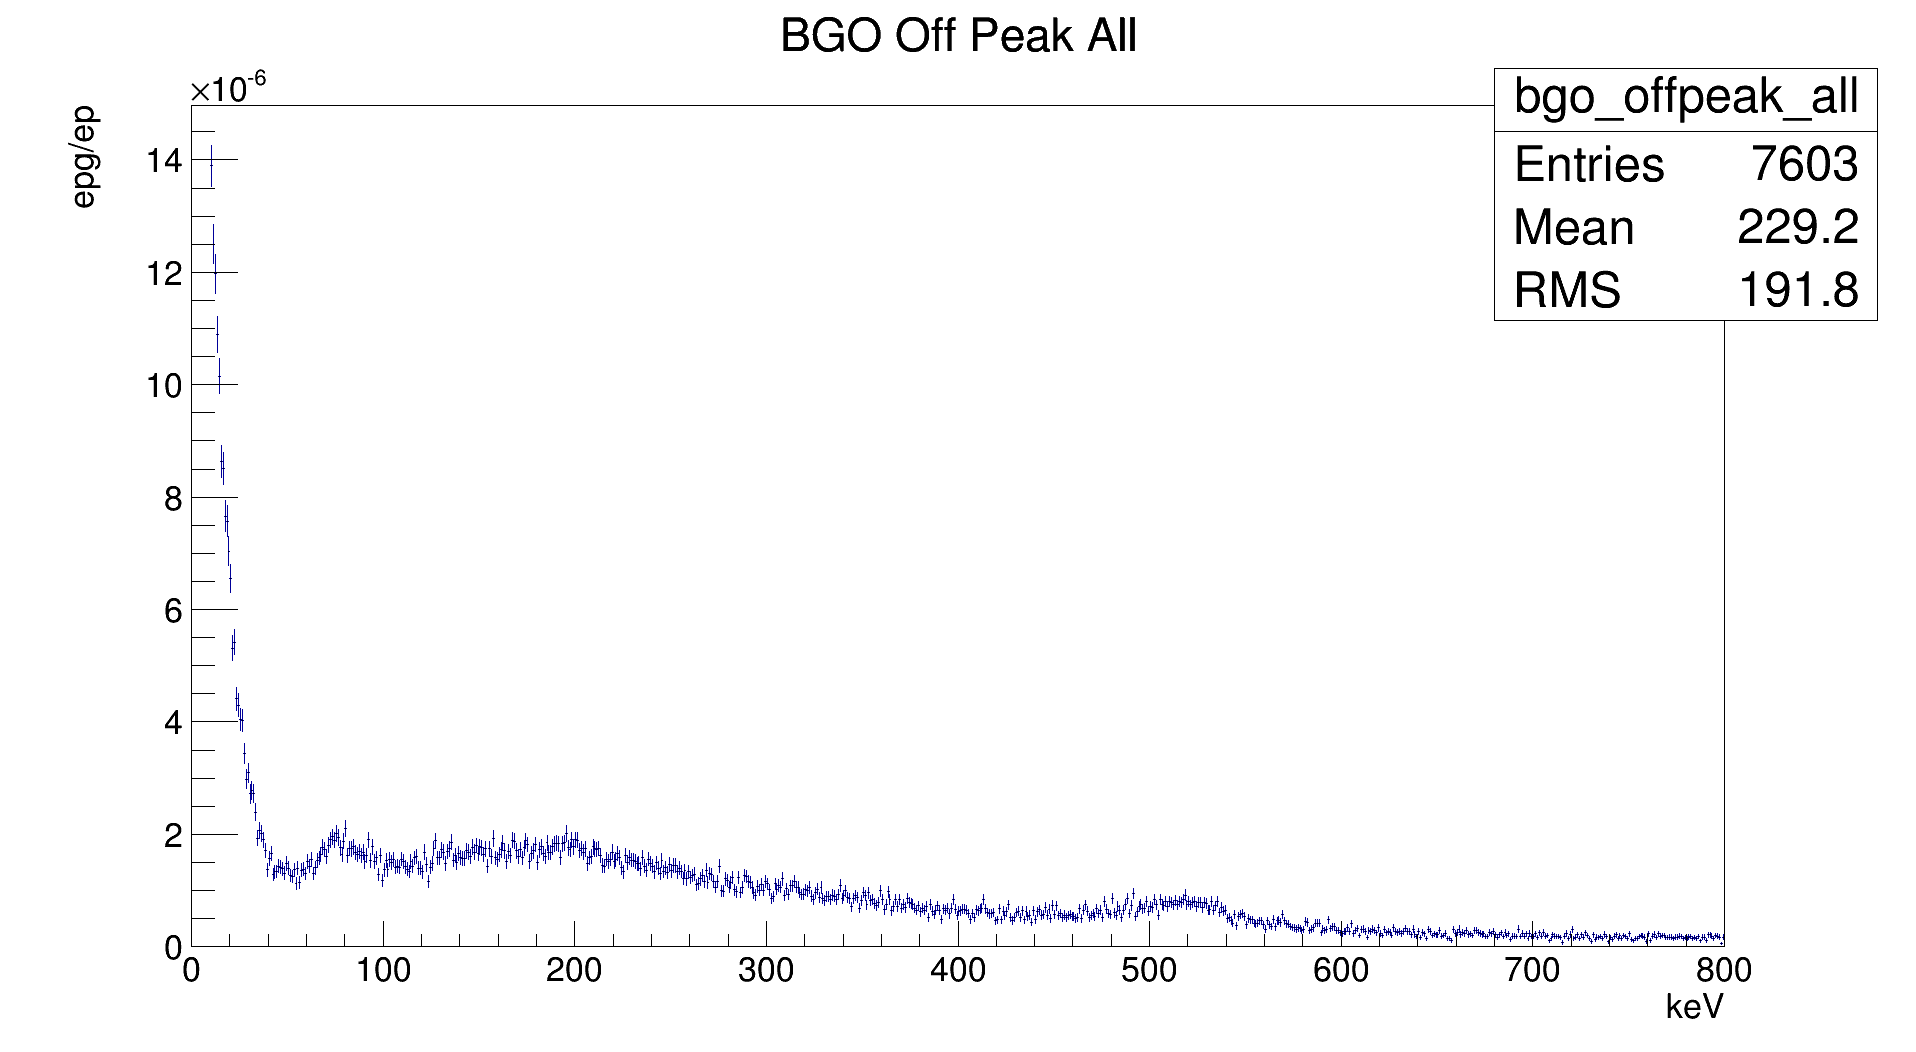 BGO Off Peak All
×10-6
epg/ep
bgo_offpeak_all
Entries 7603
Mean 229.2
RMS 191.8
14
12
10
8
6
4
2
0
0 100 200 300 400 500 600 700 800
keV